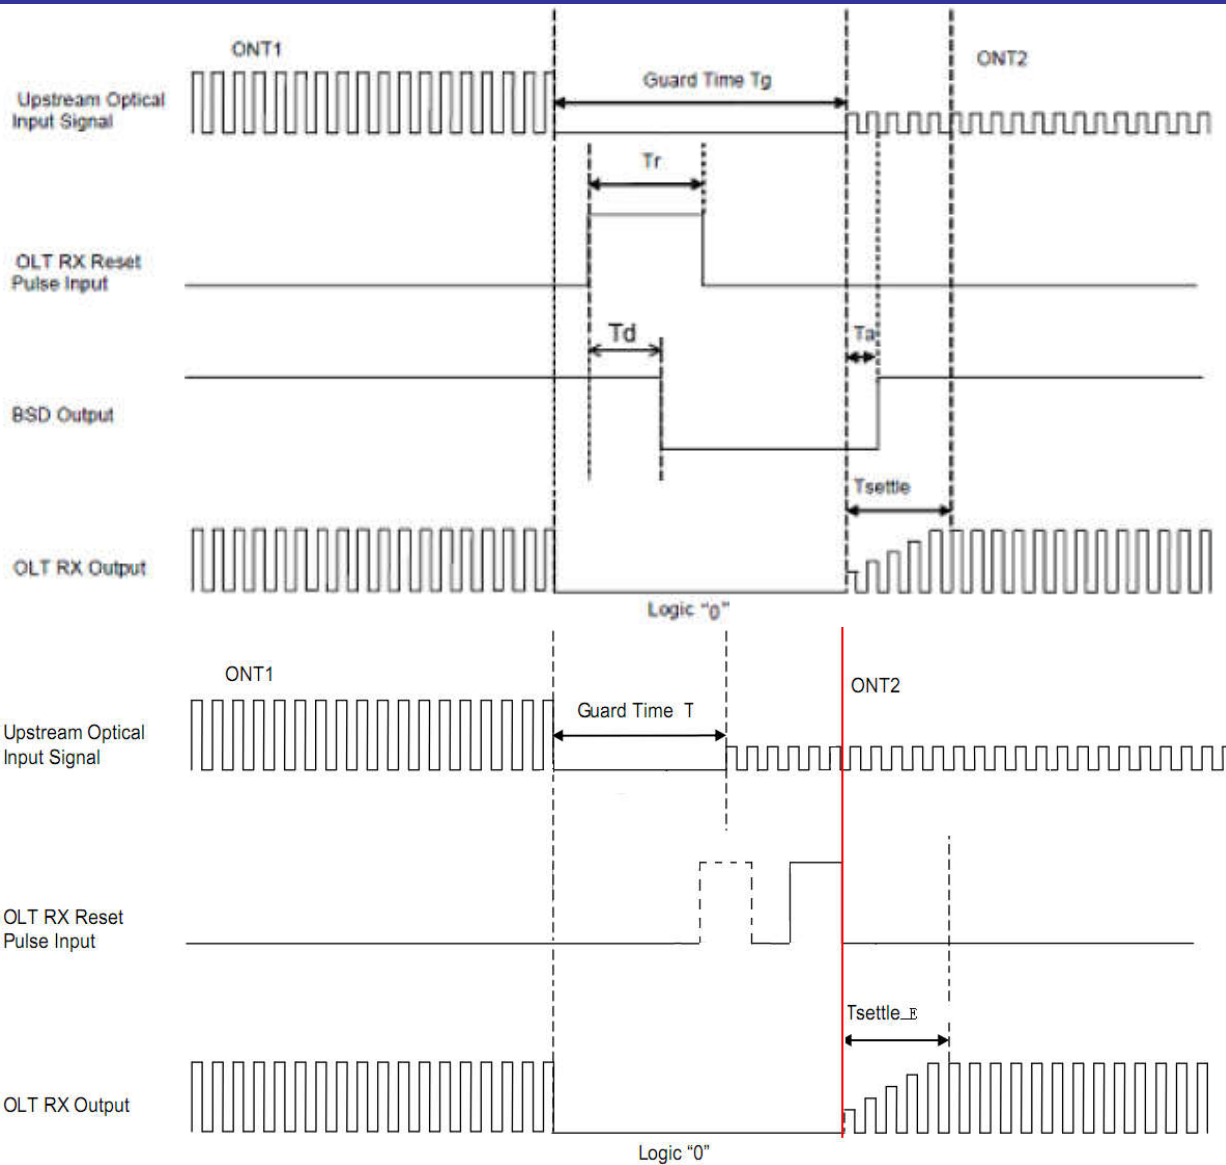 ONT1
ONT2
Upstream Optical
Input Signal
Guard Time Tg
Tr
OLT RX Reset
Pulse Input
Td
Ta
BSD Output
Tsettle
OLT RX Output
Logic "0"
ONT1
ONT2
Upstream Optical
Input Signal
Guard Time T
OLT RX Reset
Pulse Input
Tsettle_E
OLT RX Output
Logic “0”